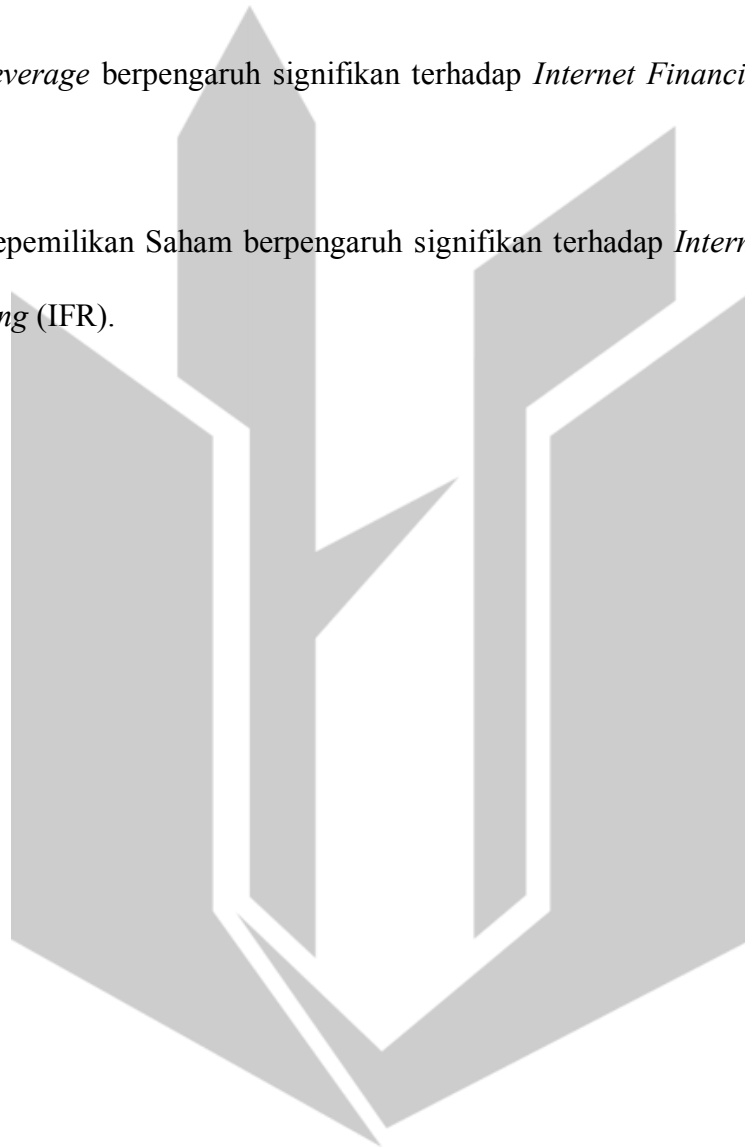 everage berpengaruh signifikan terhadap Internet Financi
epemilikan Saham berpengaruh signifikan terhadap Intern
ng (IFR).